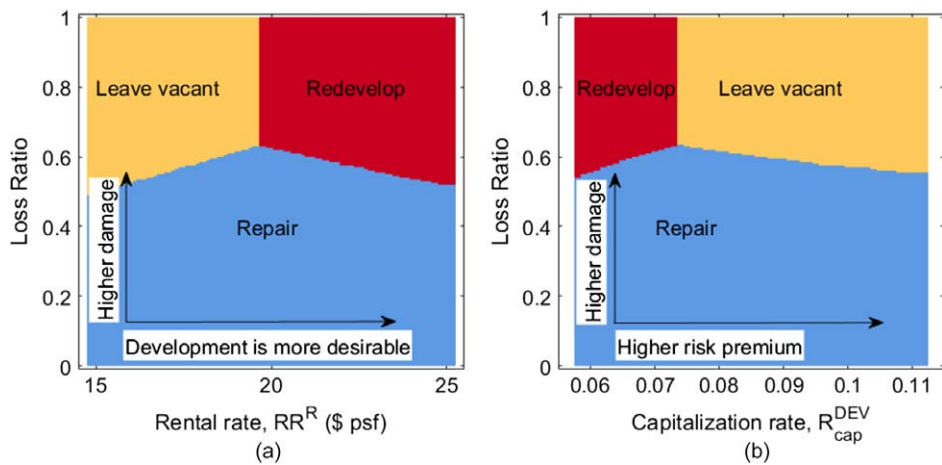 1
0.8
0.6
0.4
0.2
0
Loss Ratio
Leave vacant
Redevelop
Repair
Higher damage
Development is more desirable
15
20
25
Rental rate, RR^R ($ psf)
(a)
1
0.8
0.6
0.4
0.2
0
Loss Ratio
Redevelop
Leave vacant
Repair
Higher damage
Higher risk premium
0.06
0.07
0.08
0.09
0.1
0.11
Capitalization rate, R_cap^DEV
(b)